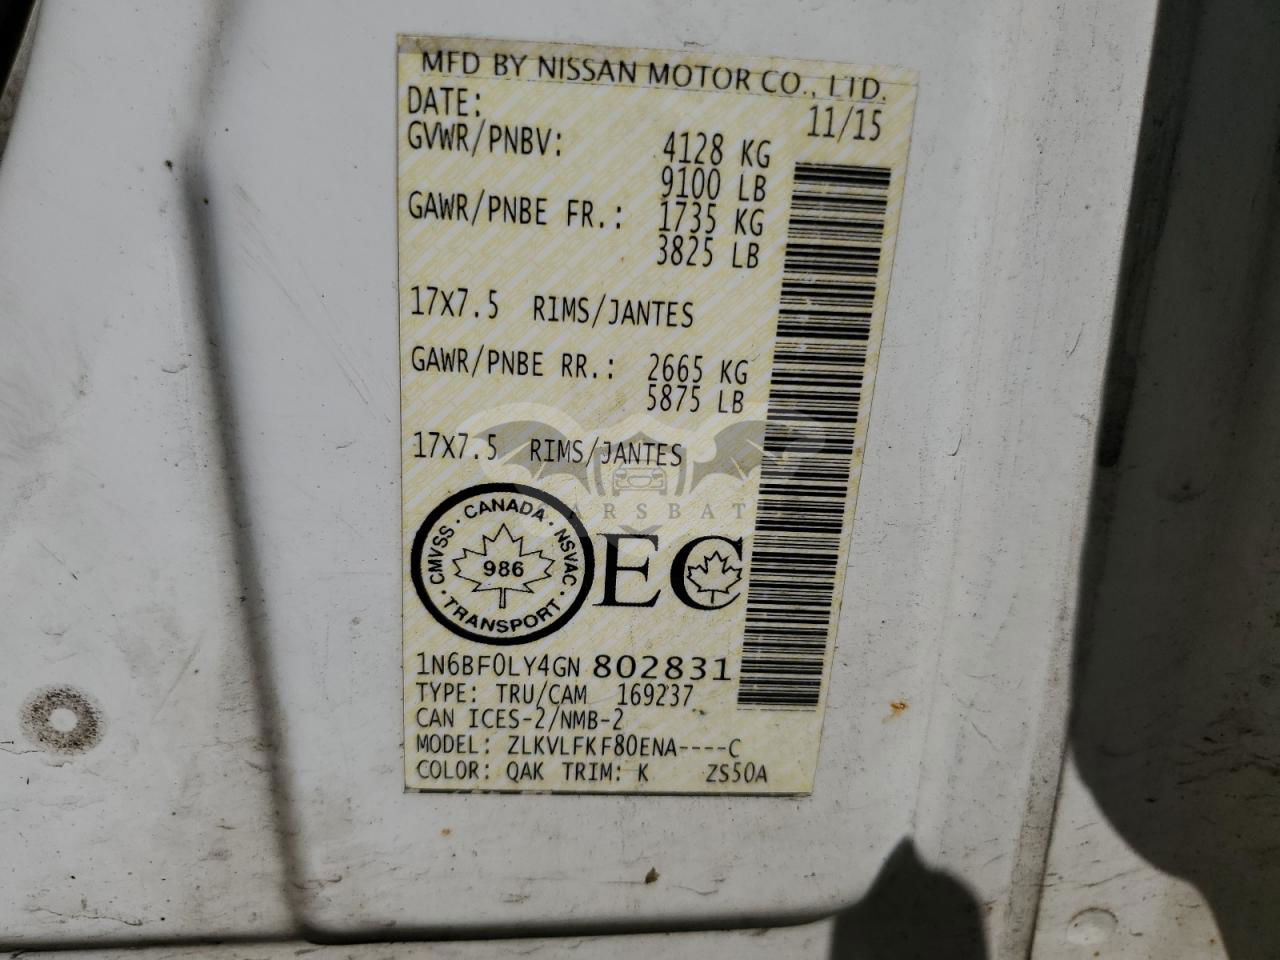 MFD BY NISSAN MOTOR CO., LTD.
DATE: 11/15
GVWR/PNBV: 4128 KG
9100 LB
GAWR/PNBE FR.: 1735 KG
3825 LB
17X7.5 RIMS/JANTES
GAWR/PNBE RR.: 2665 KG
5875 LB
17X7.5 RIMS/JANTES
CARSBAT
CMVSS · CANADA · NSVAC · TRANSPORT ·
986
EC
1N6BF0LY4GN 802831
TYPE: TRU/CAM 169237
CAN ICES-2/NMB-2
MODEL: ZLKVLFKF80ENA----C
COLOR: QAK TRIM: K ZS50A